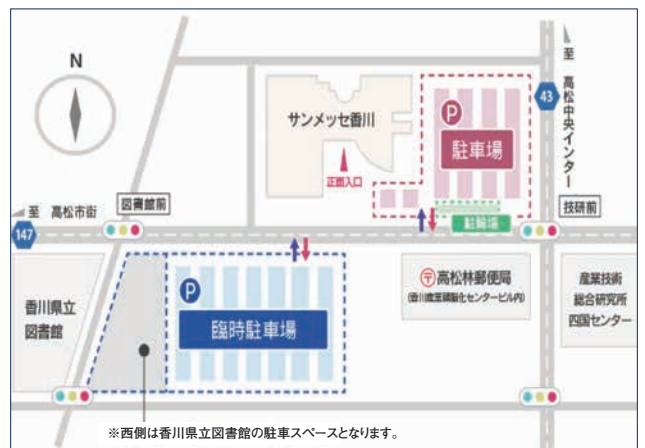 N
至
高松中央インター
43
サンメッセ香川
P
駐車場
正面入口
至 高松市街
図書館前
駐輪場
技研前
147
香川県立
図書館
P
臨時駐車場
〒高松林郵便局
(香川産業頭脳化センタービル内)
産業技術
総合研究所
四国センター
※西側は香川県立図書館の駐車スペースとなります。